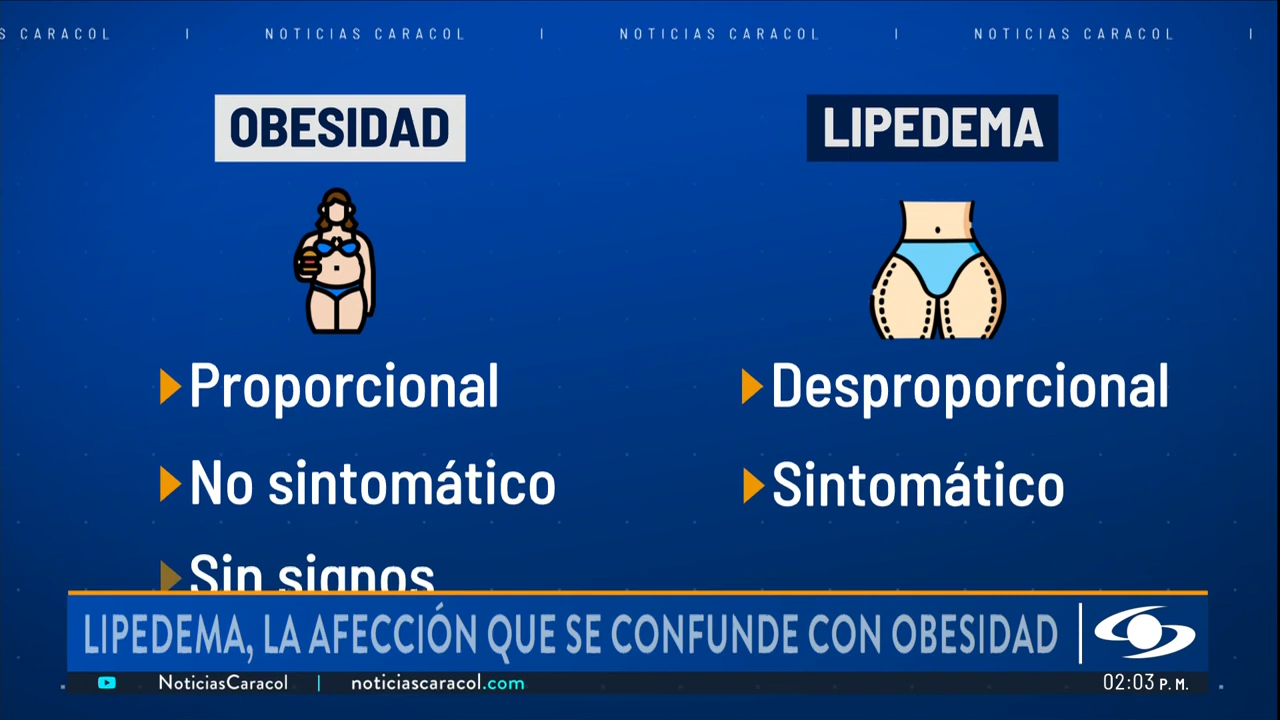 S CARACOL | NOTICIAS CARACOL | NOTICIAS CARACOL | NOTICIAS CARACOL |
OBESIDAD
LIPEDEMA
Proporcional
Desproporcional
No sintomático
Sintomático
Sin signos
LIPEDEMA, LA AFECCIÓN QUE SE CONFUNDE CON OBESIDAD
NoticiasCaracol | noticiascaracol.com
02:03 P.M.